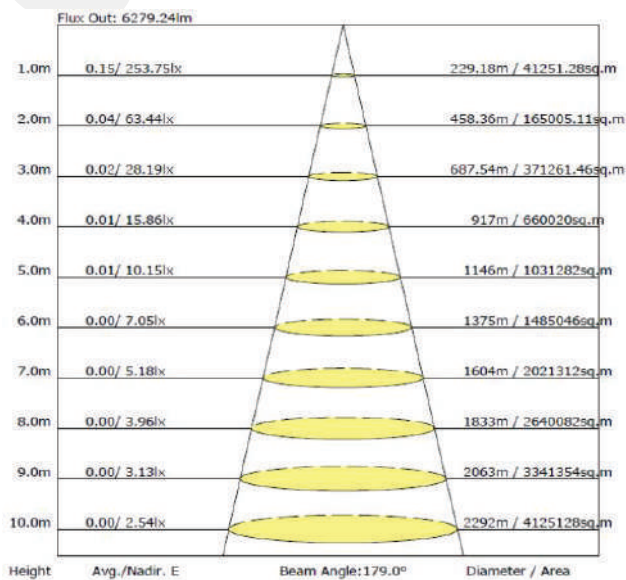 Flux Out: 6279.24lm
1.0m 0.15/ 253.75lx 229.18m / 41251.28sq.m
2.0m 0.04/ 63.44lx 458.36m / 165005.11sq.m
3.0m 0.02/ 28.19lx 687.54m / 371261.46sq.m
4.0m 0.01/ 15.86lx 917m / 660020sq.m
5.0m 0.01/ 10.15lx 1146m / 1031282sq.m
6.0m 0.00/ 7.05lx 1375m / 1485046sq.m
7.0m 0.00/ 5.18lx 1604m / 2021312sq.m
8.0m 0.00/ 3.96lx 1833m / 2640082sq.m
9.0m 0.00/ 3.13lx 2063m / 3341354sq.m
10.0m 0.00/ 2.54lx 2292m / 4125128sq.m
Height Avg./Nadir. E Beam Angle:179.0° Diameter / Area